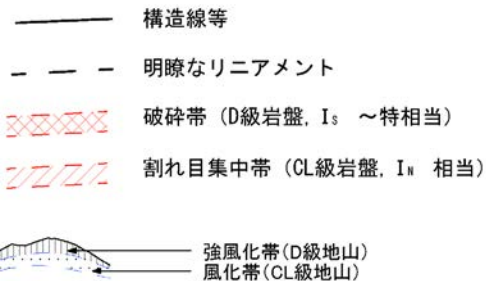 構造線等
明瞭なリニアメント
破砕帯（D級岩盤, Is ～特相当）
割れ目集中帯（CL級岩盤, IN 相当）
強風化帯(D級地山)
風化帯(CL級地山)